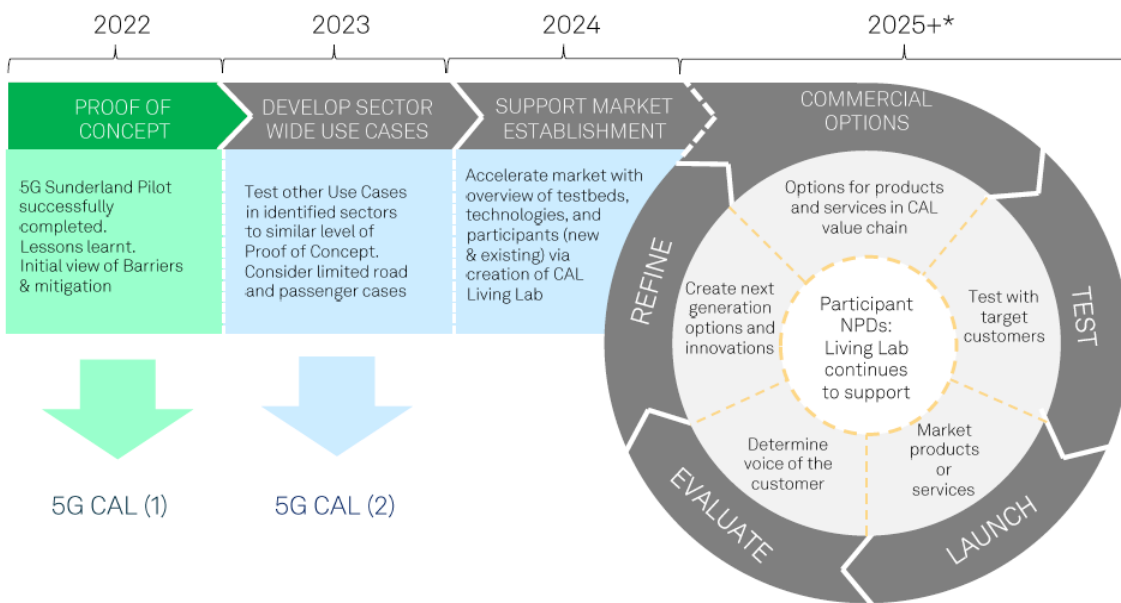 2022
2023
2024
2025+*
PROOF OF
CONCEPT
DEVELOP SECTOR
WIDE USE CASES
SUPPORT MARKET
ESTABLISHMENT
COMMERCIAL
OPTIONS
5G Sunderland Pilot
successfully
completed.
Lessons learnt.
Initial view of Barriers
& mitigation
Test other Use Cases
in identified sectors
to similar level of
Proof of Concept.
Consider limited road
and passenger cases
Accelerate market with
overview of testbeds,
technologies, and
participants (new
& existing) via
creation of CAL
Living Lab
Options for products
and services in CAL
value chain
TEST
Test with
target
customers
LAUNCH
Market
products
or
services
EVALUATE
Determine
voice of the
customer
REFINE
Create next
generation
options and
innovations
Participant
NPDs:
Living Lab
continues
to support
5G CAL (1)
5G CAL (2)